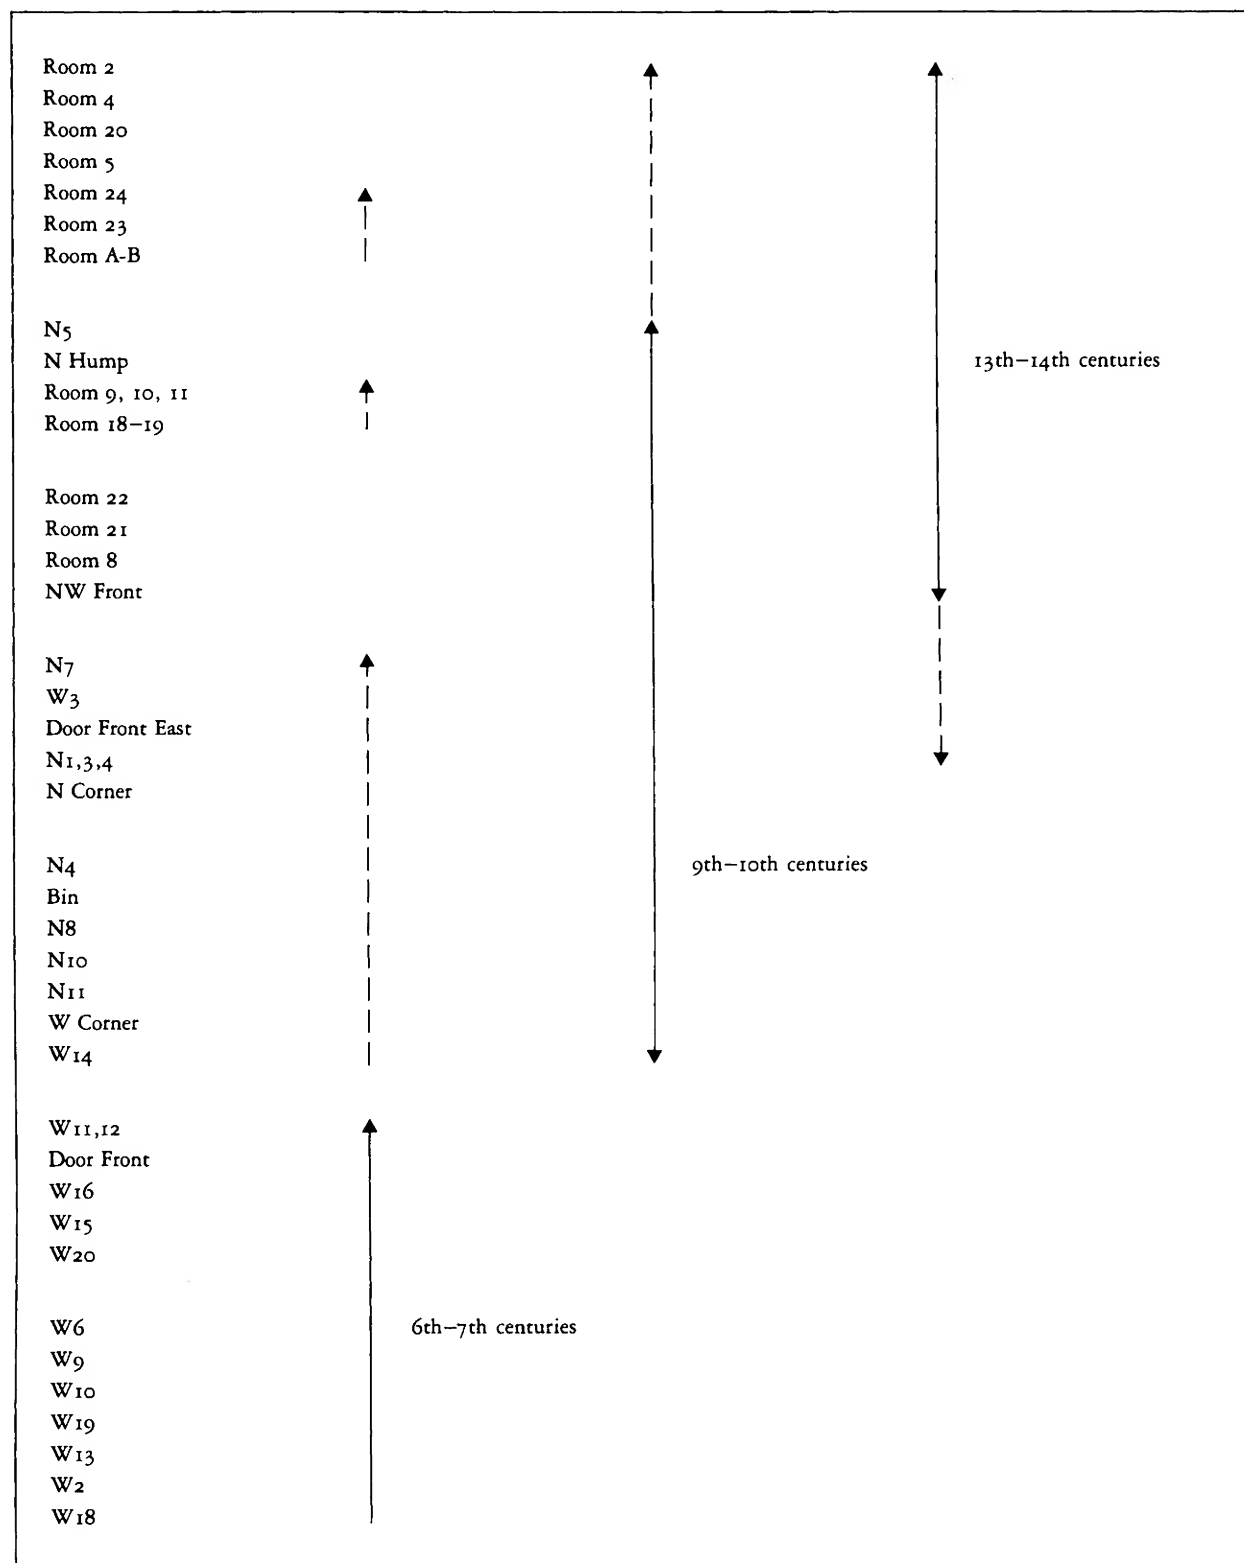 Room 2
Room 4
Room 20
Room 5
Room 24
Room 23
Room A-B
N5
N Hump
13th–14th centuries
Room 9, 10, 11
Room 18–19
Room 22
Room 21
Room 8
NW Front
N7
W3
Door Front East
N1,3,4
N Corner
N4
9th–10th centuries
Bin
N8
N10
N11
W Corner
W14
W11,12
Door Front
W16
W15
W20
W6
6th–7th centuries
W9
W10
W19
W13
W2
W18